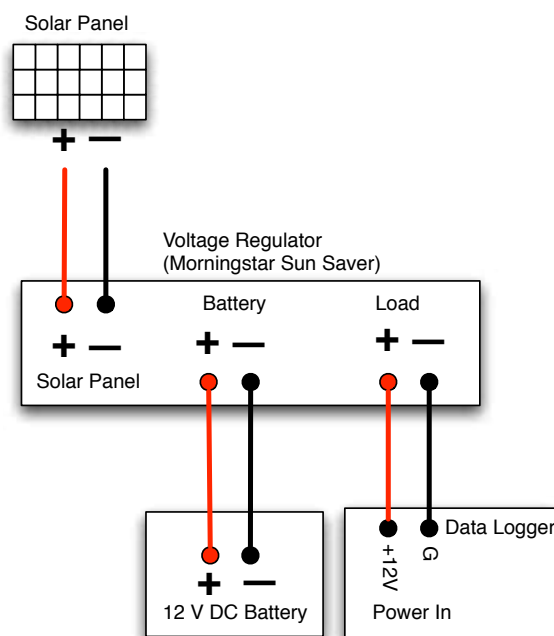 Solar Panel
+ —
Voltage Regulator
(Morningstar Sun Saver)
Battery
Load
+ —
+ —
+ —
Solar Panel
Data Logger
+12V
G
+ —
12 V DC Battery
Power In